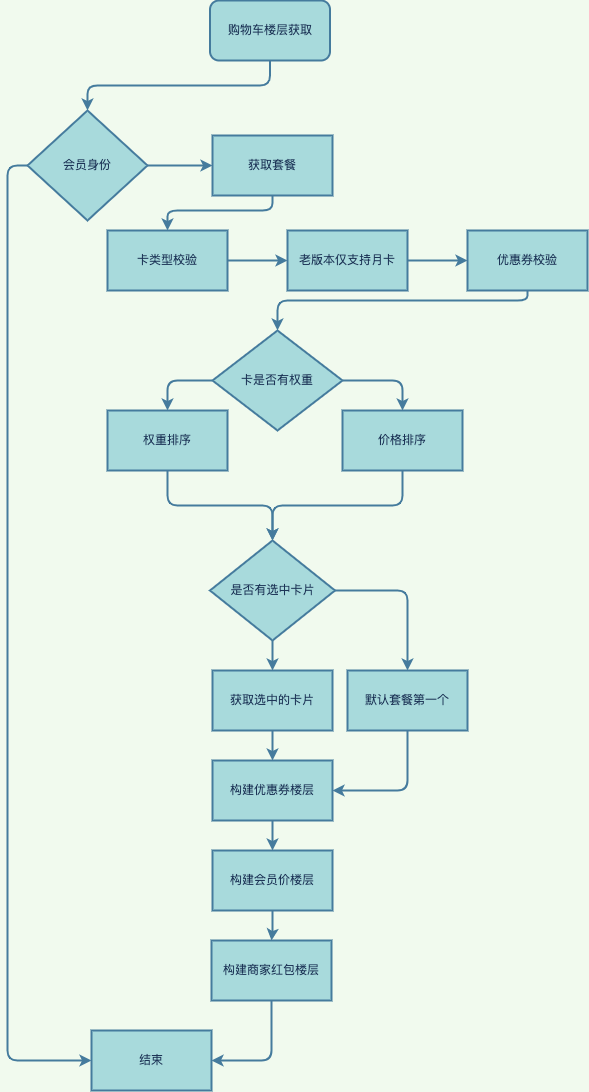 购物车楼层获取
会员身份
获取套餐
卡类型校验
老版本仅支持月卡
优惠券校验
卡是否有权重
权重排序
价格排序
是否有选中卡片
获取选中的卡片
默认套餐第一个
构建优惠券楼层
构建会员价楼层
构建商家红包楼层
结束